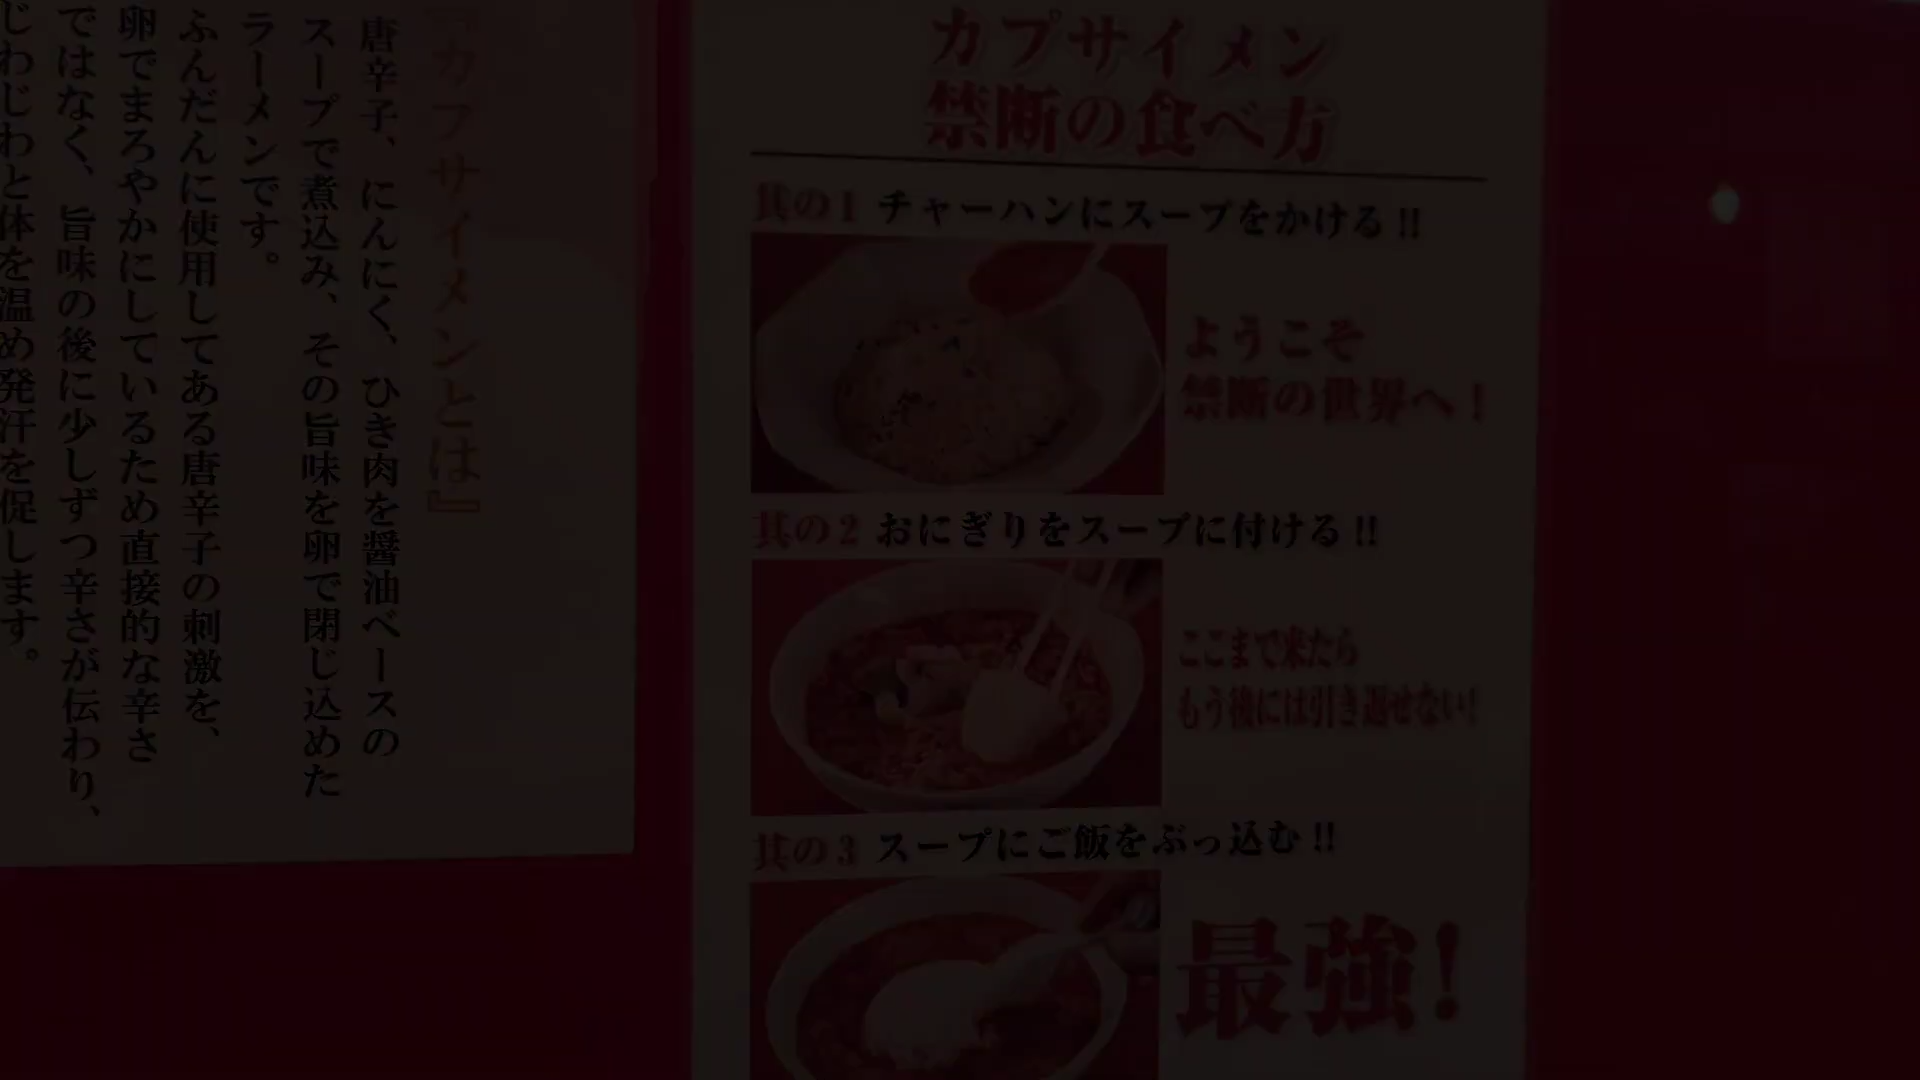 『カプサイメンとは』
唐辛子、にんにく、ひき肉を醤油ベースの
スープで煮込み、その旨味を卵で閉じ込めた
ラーメンです。
ふんだんに使用してある唐辛子の刺激を、
卵でまろやかにしているため直接的な辛さ
ではなく、旨味の後に少しずつ辛さが伝わり、
じわじわと体を温め発汗を促します。
カプサイメン
禁断の食べ方
其の1 チャーハンにスープをかける!!
ようこそ
禁断の世界へ!
其の2 おにぎりをスープに付ける!!
ここまで来たら
もう後には引き返せない!
其の3 スープにご飯をぶっ込む!!
最強!